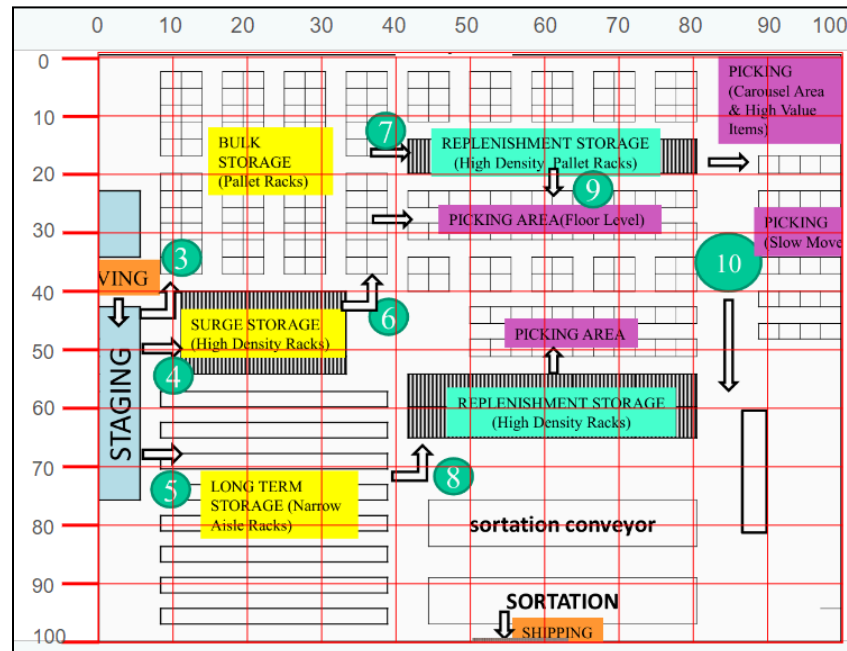 0 10 20 30 40 50 60 70 80 90 100
0
10
20
30
40
50
60
70
80
90
100
PICKING
(Carousel Area
& High Value
Items)
7
BULK
STORAGE
(Pallet Racks)
REPLENISHMENT STORAGE
(High Density Pallet Racks)
9
PICKING AREA(Floor Level)
PICKING
(Slow Move
3
10
VING
6
SURGE STORAGE
(High Density Racks)
PICKING AREA
4
STAGING
REPLENISHMENT STORAGE
(High Density Racks)
5
8
LONG TERM
STORAGE (Narrow
Aisle Racks)
sortation conveyor
SORTATION
SHIPPING